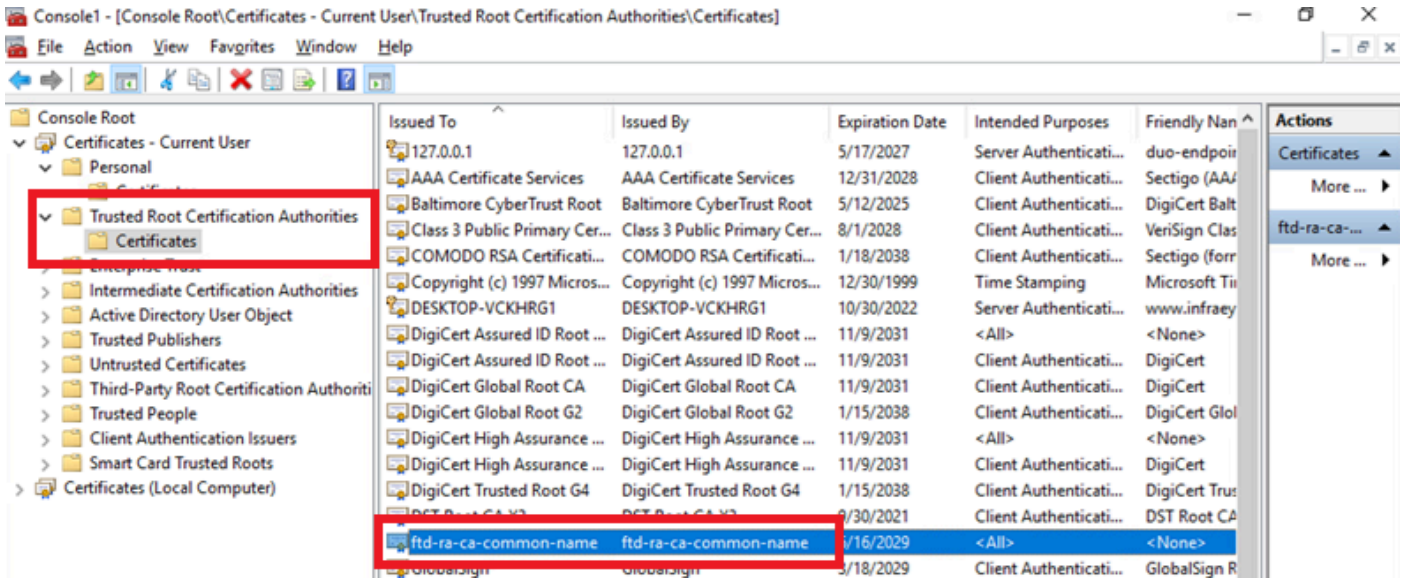 Console1 - [Console Root\Certificates - Current User\Trusted Root Certification Authorities\Certificates]
File Action View Favorites Window Help
Console Root
Certificates - Current User
Personal
Certificates
Trusted Root Certification Authorities
Certificates
Enterprise Trust
Intermediate Certification Authorities
Active Directory User Object
Trusted Publishers
Untrusted Certificates
Third-Party Root Certification Authoriti
Trusted People
Client Authentication Issuers
Smart Card Trusted Roots
Certificates (Local Computer)
Issued To Issued By Expiration Date Intended Purposes Friendly Nan
127.0.0.1 127.0.0.1 5/17/2027 Server Authenticati... duo-endpoin
AAA Certificate Services AAA Certificate Services 12/31/2028 Client Authenticati... Sectigo (AAA
Baltimore CyberTrust Root Baltimore CyberTrust Root 5/12/2025 Client Authenticati... DigiCert Balt
Class 3 Public Primary Cer... Class 3 Public Primary Cer... 8/1/2028 Client Authenticati... VeriSign Clas
COMODO RSA Certificati... COMODO RSA Certificati... 1/18/2038 Client Authenticati... Sectigo (forr
Copyright (c) 1997 Micros... Copyright (c) 1997 Micros... 12/30/1999 Time Stamping Microsoft Ti
DESKTOP-VCKHRG1 DESKTOP-VCKHRG1 10/30/2022 Server Authenticati... www.infraey
DigiCert Assured ID Root ... DigiCert Assured ID Root ... 11/9/2031 <All> <None>
DigiCert Assured ID Root ... DigiCert Assured ID Root ... 11/9/2031 Client Authenticati... DigiCert
DigiCert Global Root CA DigiCert Global Root CA 11/9/2031 Client Authenticati... DigiCert
DigiCert Global Root G2 DigiCert Global Root G2 1/15/2038 Client Authenticati... DigiCert Glol
DigiCert High Assurance ... DigiCert High Assurance ... 11/9/2031 <All> <None>
DigiCert High Assurance ... DigiCert High Assurance ... 11/9/2031 Client Authenticati... DigiCert
DigiCert Trusted Root G4 DigiCert Trusted Root G4 1/15/2038 Client Authenticati... DigiCert Trus
DST Root CA X3 DST Root CA X3 9/30/2021 Client Authenticati... DST Root CA
ftd-ra-ca-common-name ftd-ra-ca-common-name /16/2029 <All> <None>
GlobalSign GlobalSign 3/18/2029 Client Authenticati... GlobalSign R
Actions
Certificates
More ...
ftd-ra-ca-...
More ...